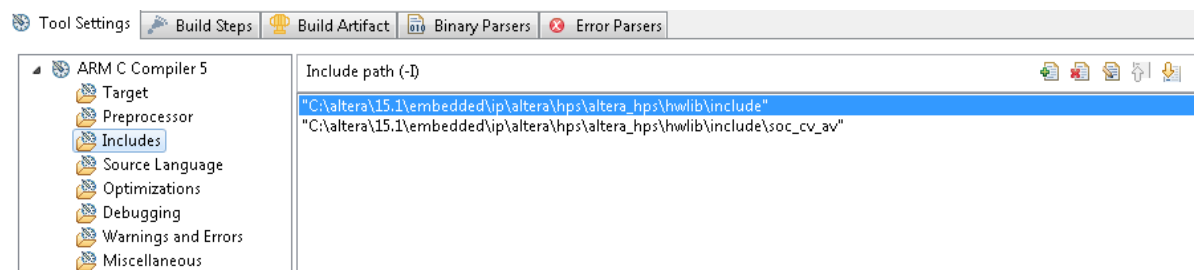 Tool Settings Build Steps Build Artifact Binary Parsers Error Parsers
ARM C Compiler 5
Target
Preprocessor
Includes
Source Language
Optimizations
Debugging
Warnings and Errors
Miscellaneous
Include path (-I)
"C:\altera\15.1\embedded\ip\altera\hps\altera_hps\hwlib\include"
"C:\altera\15.1\embedded\ip\altera\hps\altera_hps\hwlib\include\soc_cv_av"